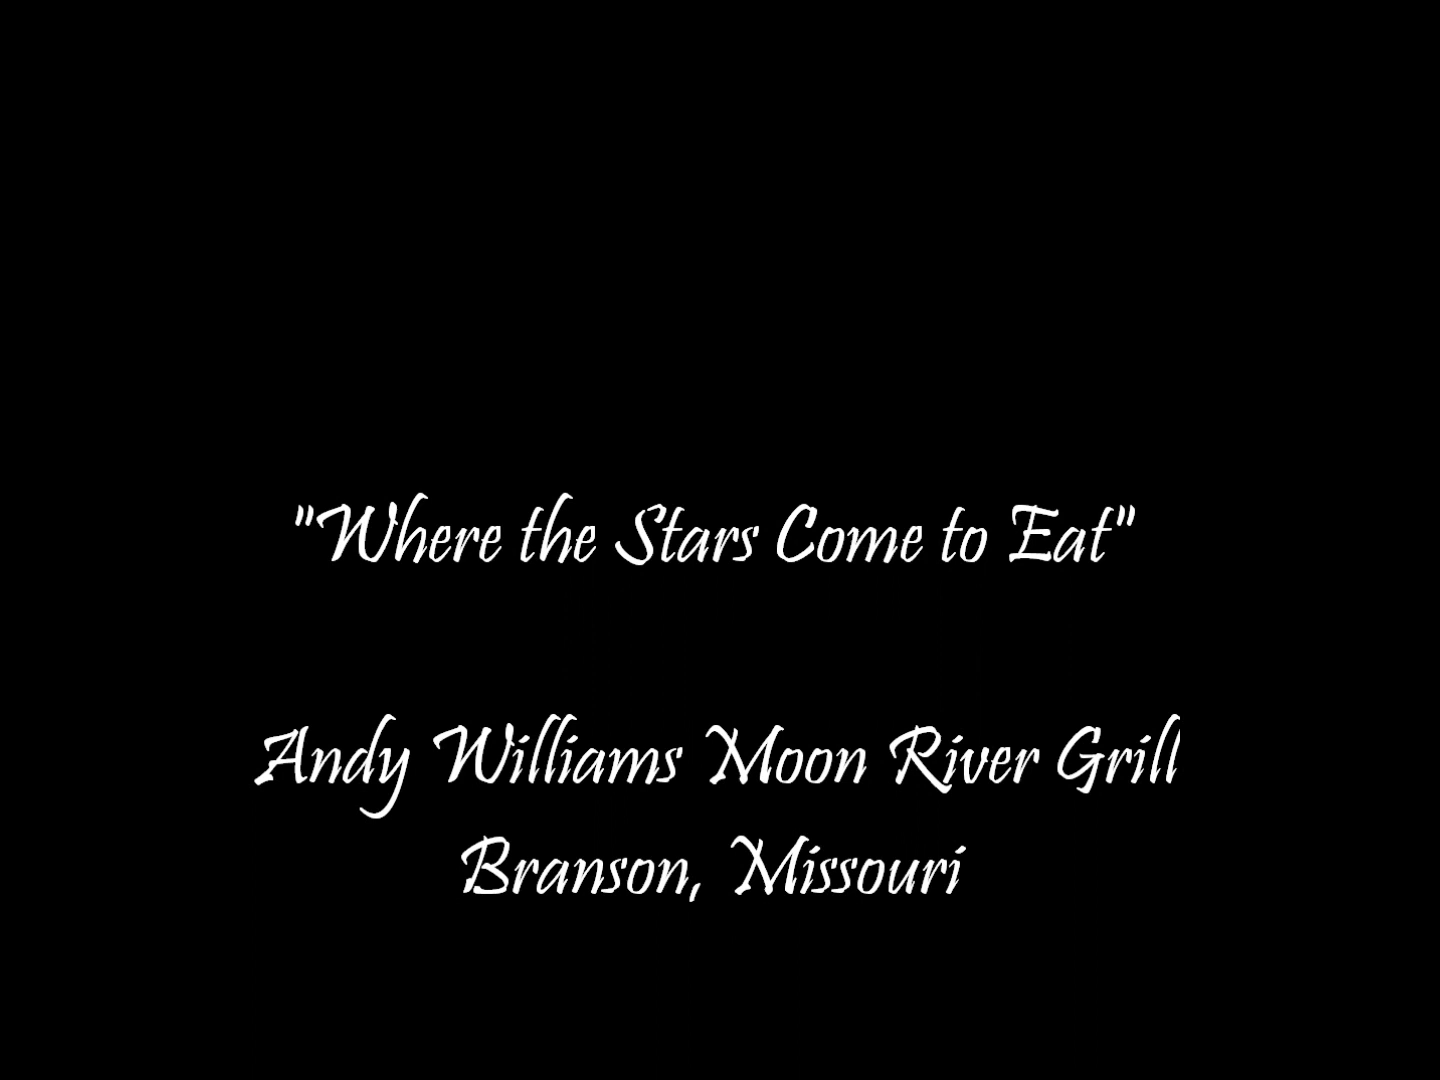 "Where the Stars Come to Eat"
Andy Williams Moon River Grill
Branson, Missouri